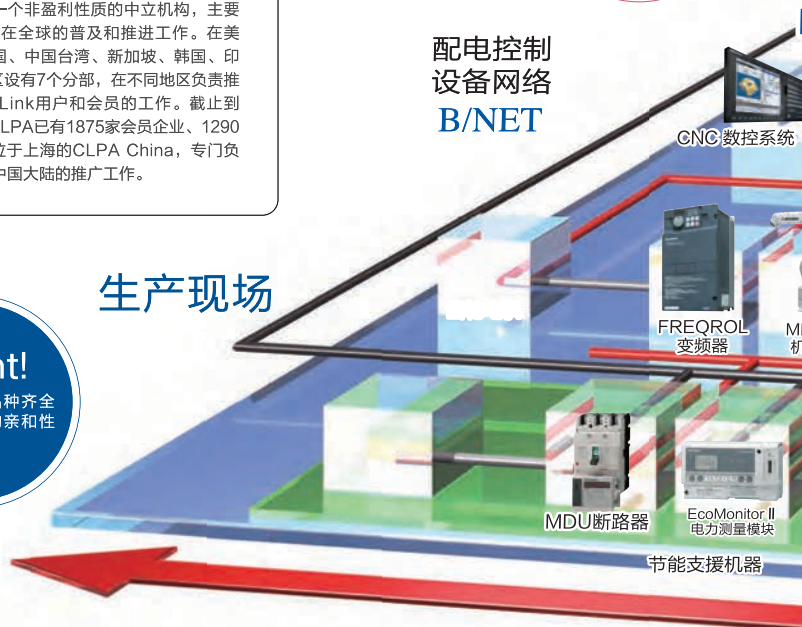 一个非盈利性质的中立机构，主要
在全球的普及和推进工作。在美
国、中国台湾、新加坡、韩国、印
区设有7个分部，在不同地区负责推
Link用户和会员的工作。截止到
LPA已有1875家会员企业、1290
位于上海的CLPA China，专门负
中国大陆的推广工作。
配电控制
设备网络
B/NET
CNC 数控系统
生产现场
FREQROL
变频器
nt!
品种齐全
的亲和性
MDU断路器
EcoMonitor II
电力测量模块
节能支援机器